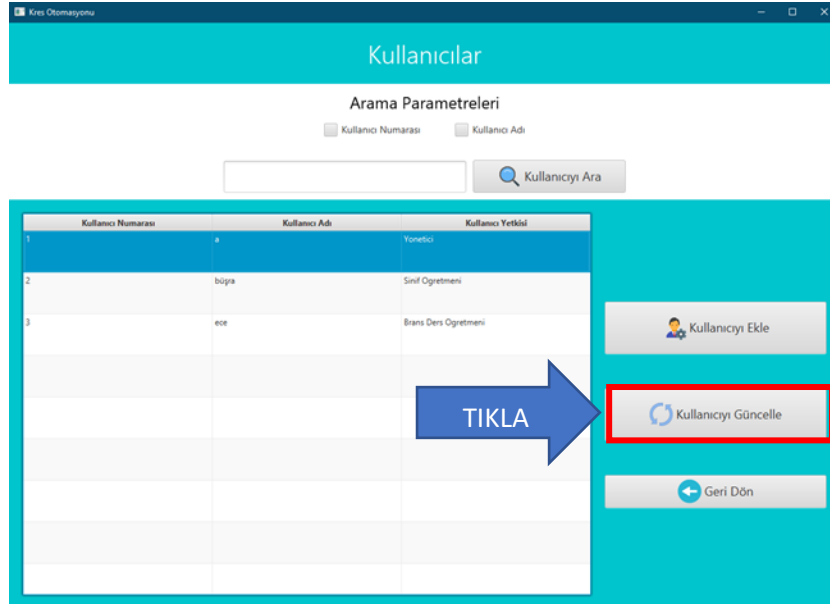 Kres Otomasyonu
Kullanıcılar
Arama Parametreleri
Kullanıcı Numarası Kullanıcı Adı
Kullanıcıyı Ara
Kullanıcı Numarası Kullanıcı Adı Kullanıcı Yetkisi
1 a Yonetici
2 büşra Sinif Ogretmeni
3 ece Brans Ders Ogretmeni
Kullanıcıyı Ekle
TIKLA
Kullanıcıyı Güncelle
Geri Dön